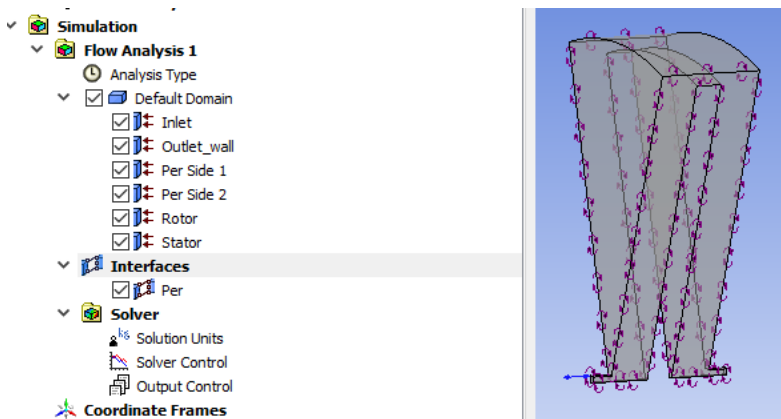 Simulation
Flow Analysis 1
Analysis Type
Default Domain
Inlet
Outlet_wall
Per Side 1
Per Side 2
Rotor
Stator
Interfaces
Per
Solver
Solution Units
Solver Control
Output Control
Coordinate Frames